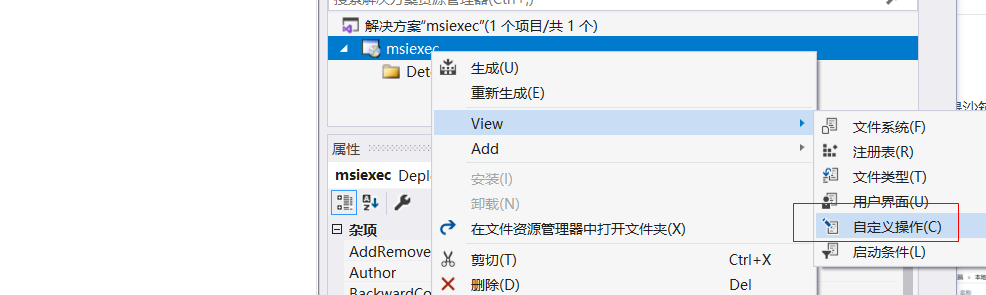 搜索解决方案资源管理器(Ctrl+;)
解决方案"msiexec"(1 个项目/共 1 个)
msiexec
Dete
生成(U)
重新生成(E)
View
Add
安装(I)
卸载(N)
在文件资源管理器中打开文件夹(X)
剪切(T) Ctrl+X
删除(D) Del
文件系统(F)
注册表(R)
文件类型(T)
用户界面(U)
自定义操作(C)
启动条件(L)
属性
msiexec Deplo
杂项
AddRemove
Author
BackwardCo